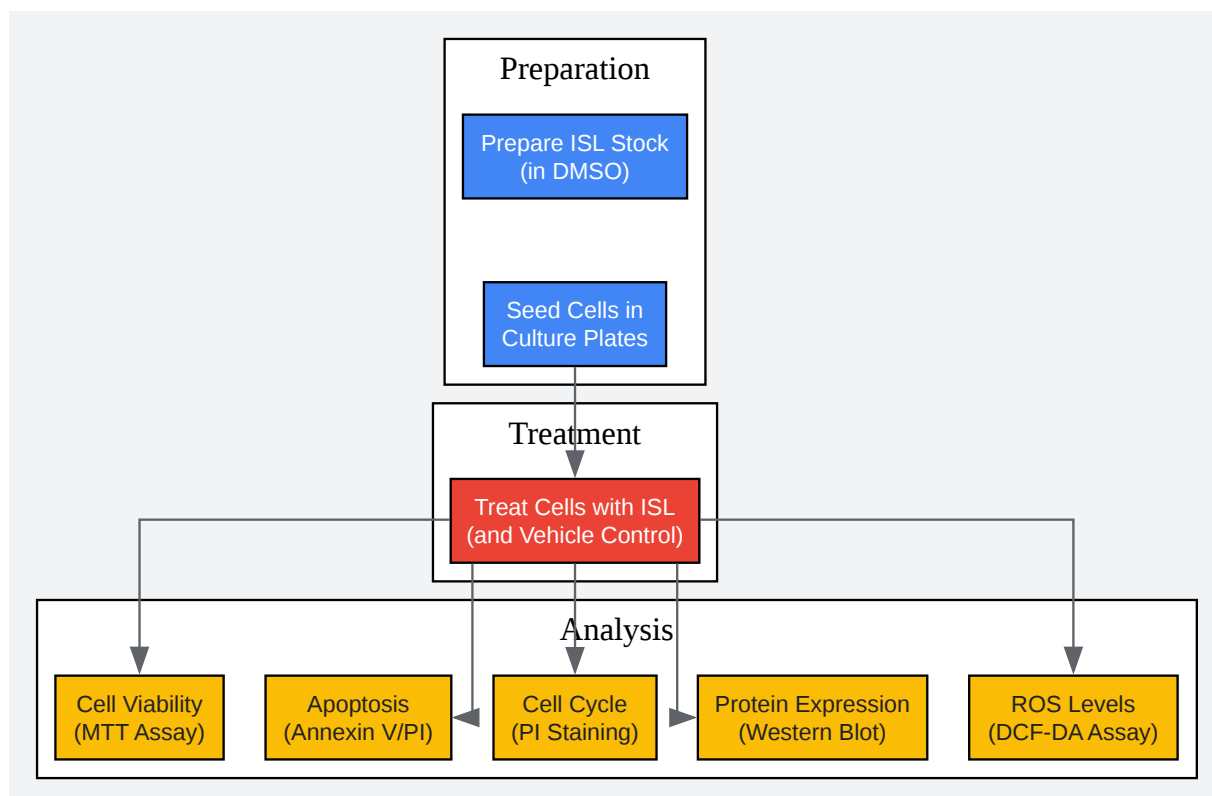 Preparation
Prepare ISL Stock
(in DMSO)
Seed Cells in
Culture Plates
Treatment
Treat Cells with ISL
(and Vehicle Control)
Analysis
Cell Viability
(MTT Assay)
Apoptosis
(Annexin V/PI)
Cell Cycle
(PI Staining)
Protein Expression
(Western Blot)
ROS Levels
(DCF-DA Assay)